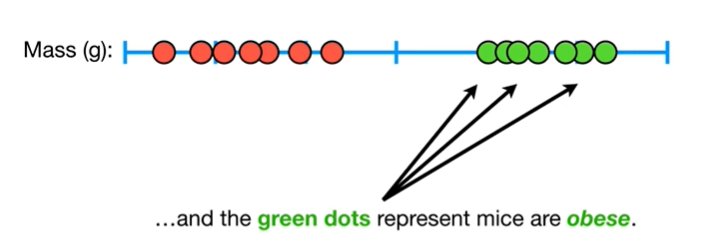 Mass (g):
...and the green dots represent mice are obese.